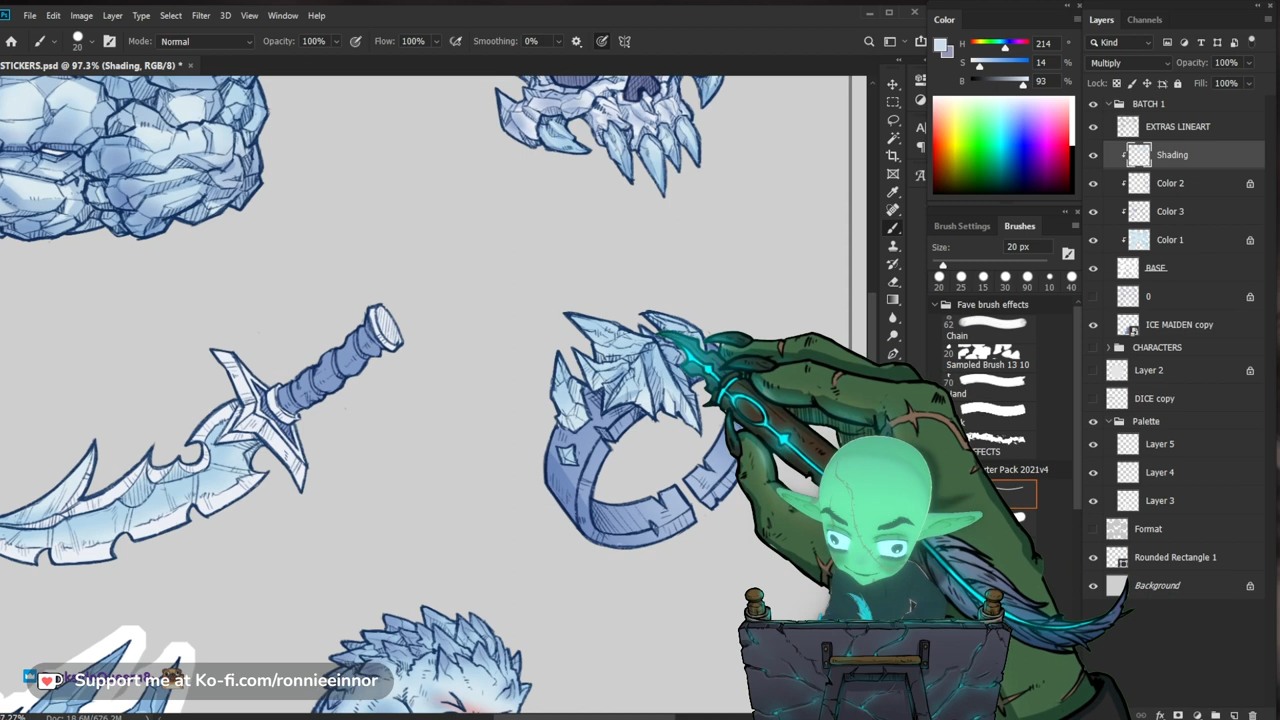 Ps File Edit Image Layer Type Select Filter 3D View Window Help
20 Mode: Normal Opacity: 100% Flow: 100% Smoothing: 0%
STICKERS.psd @ 97.3% (Shading, RGB/8) *
Color
H 214 °
S 14 %
B 93 %
Brush Settings Brushes
Size: 20 px
20 25 15 30 90 10 40
Fave brush effects
62
Chain
20
Sampled Brush 13 10
70
Layers Channels
Kind
Multiply Opacity: 100%
Lock: Fill: 100%
BATCH 1
EXTRAS LINEART
Shading
Color 2
Color 3
Color 1
BASE
0
ICE MAIDEN copy
CHARACTERS
Layer 2
DICE copy
Palette
Layer 5
Layer 4
Layer 3
Format
Rounded Rectangle 1
Background
Support me at Ko-fi.com/ronnieeinnor